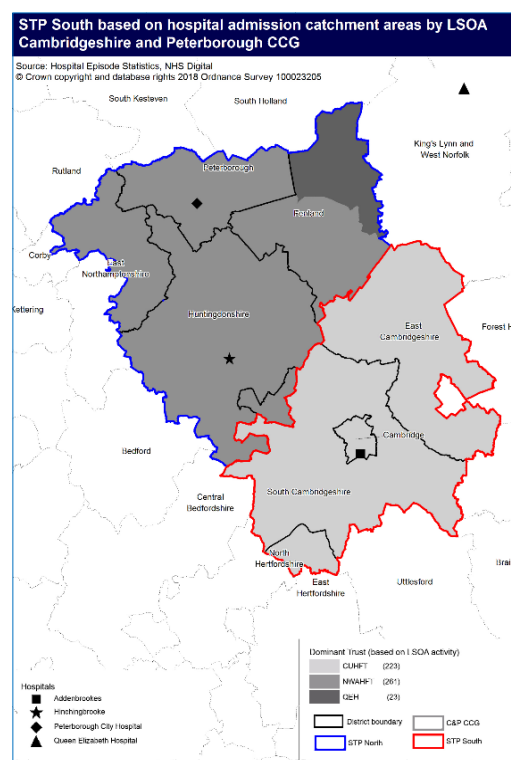 STP South based on hospital admission catchment areas by LSOA
Cambridgeshire and Peterborough CCG
Source: Hospital Episode Statistics, NHS Digital
© Crown copyright and database rights 2018 Ordnance Survey 100023205
South Kesteven
South Holland
King's Lynn and
West Norfolk
Rutland
Peterborough
Fenland
Corby
East
Northamptonshire
Kettering
Huntingdonshire
East
Cambridgeshire
Forest H
Cambridge
Bedford
South Cambridgeshire
Central
Bedfordshire
North
Hertfordshire
East
Hertfordshire
Uttlesford
Brai
Dominant Trust (based on LSOA activity)
CUHFT (223)
NWAHFT (261)
QEH (23)
District boundary
C&P CCG
STP North
STP South
Hospitals
Addenbrookes
Hinchingbrooke
Peterborough City Hospital
Queen Elizabeth Hospital